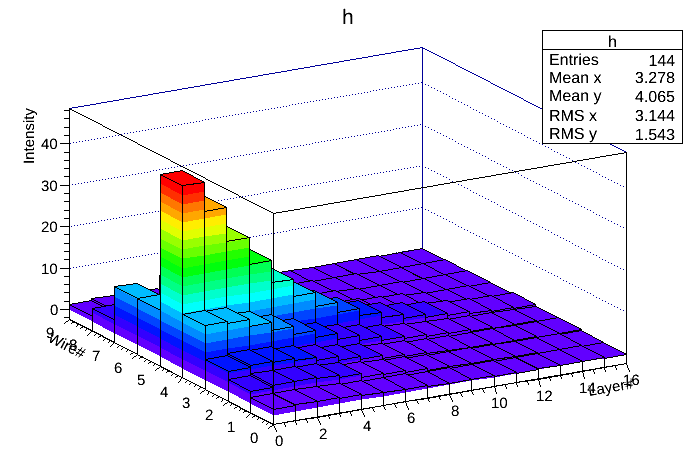 h
h
Entries 144
Mean x 3.278
Mean y 4.065
RMS x 3.144
RMS y 1.543
Intensity
40
30
20
10
0
9
8
7
6
5
4
3
2
1
0
Wire#
0
2
4
6
8
10
12
14
16
Layer#